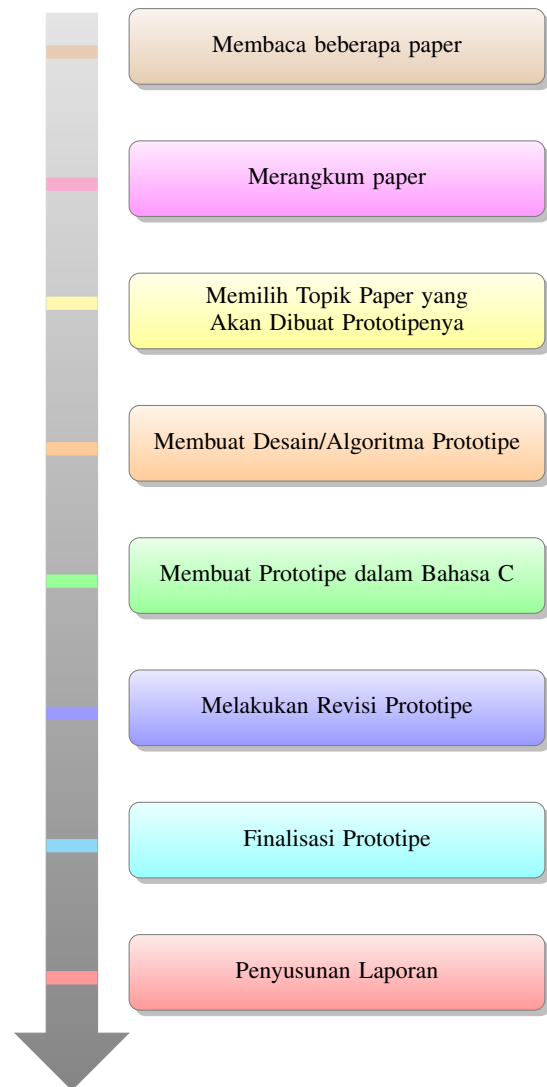 Membaca beberapa paper
Merangkum paper
Memilih Topik Paper yang
Akan Dibuat Prototipenya
Membuat Desain/Algoritma Prototipe
Membuat Prototipe dalam Bahasa C
Melakukan Revisi Prototipe
Finalisasi Prototipe
Penyusunan Laporan